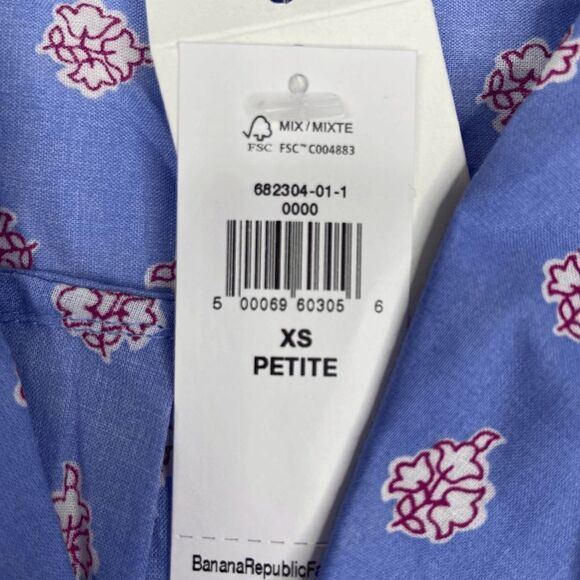 MIX/MIXTE
FSC FSC™ C004883
682304-01-1
0000
5 00069 60305 6
XS
PETITE